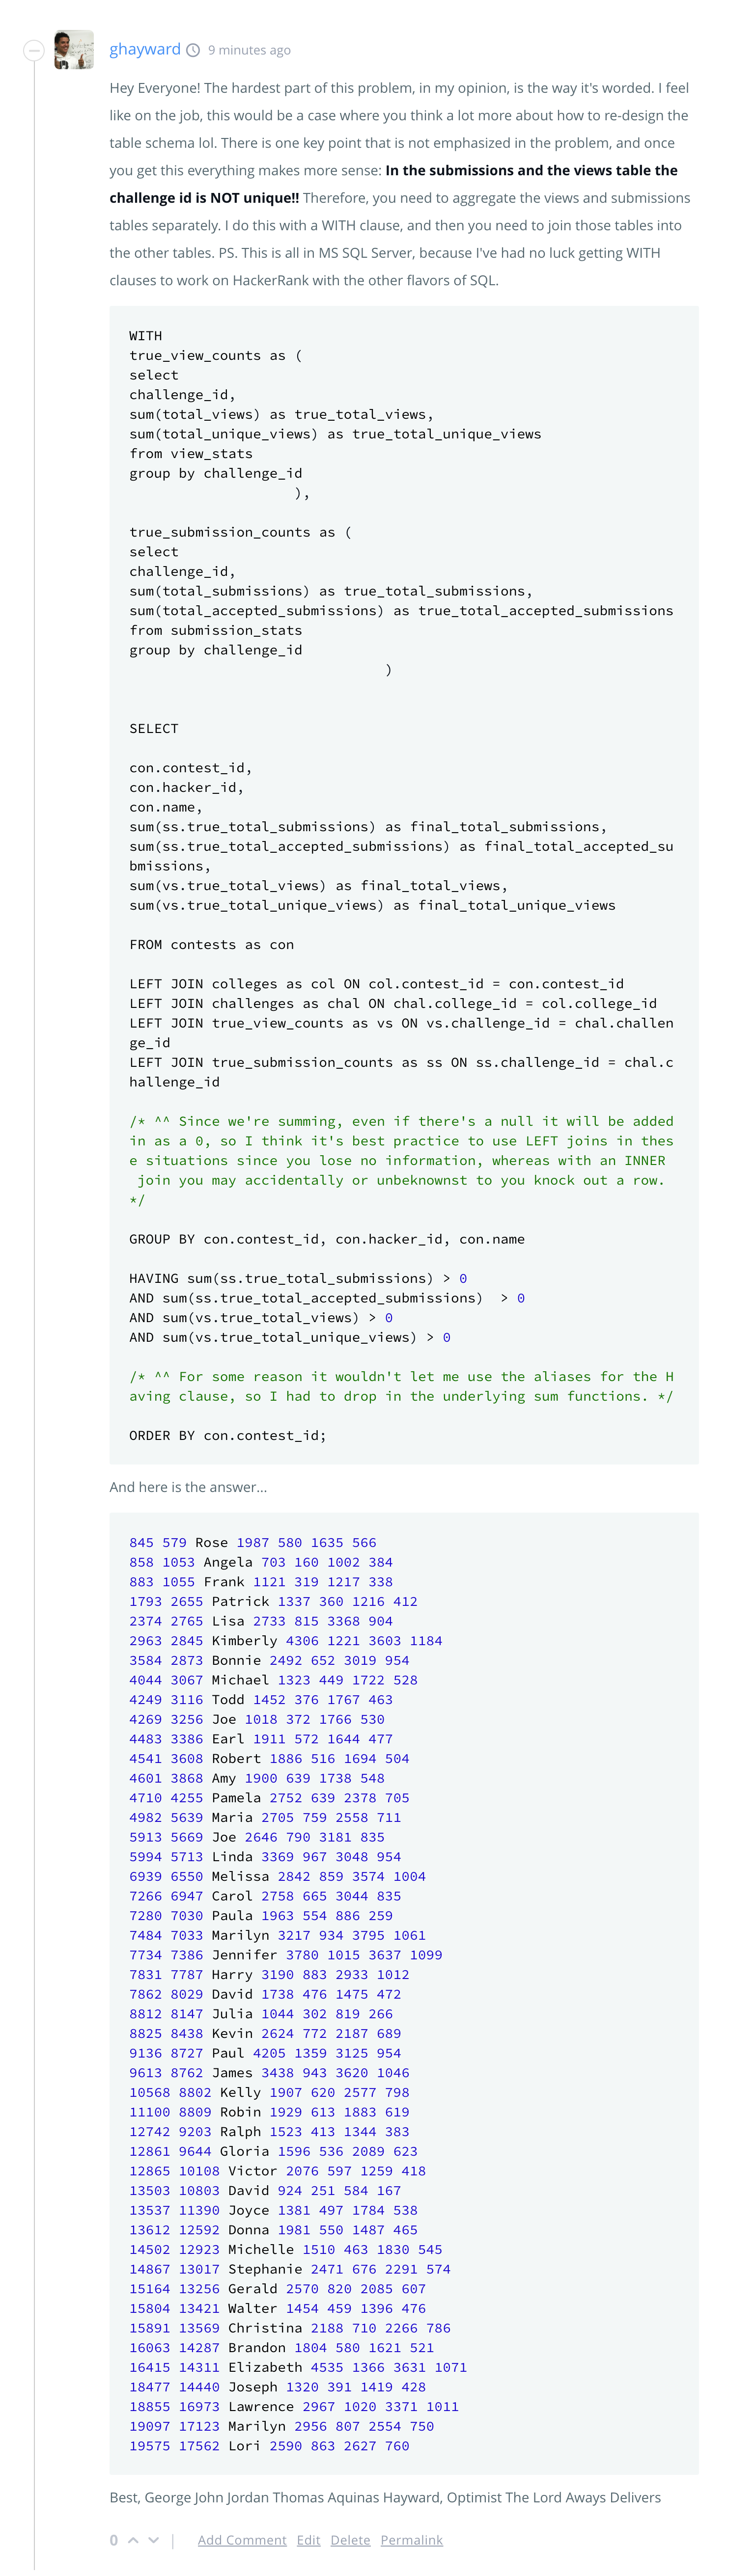 ghayward 9 minutes ago
Hey Everyone! The hardest part of this problem, in my opinion, is the way it's worded. I feel
like on the job, this would be a case where you think a lot more about how to re-design the
table schema lol. There is one key point that is not emphasized in the problem, and once
you get this everything makes more sense: In the submissions and the views table the
challenge id is NOT unique!! Therefore, you need to aggregate the views and submissions
tables separately. I do this with a WITH clause, and then you need to join those tables into
the other tables. PS. This is all in MS SQL Server, because I've had no luck getting WITH
clauses to work on HackerRank with the other flavors of SQL.
WITH
true_view_counts as (
select
challenge_id,
sum(total_views) as true_total_views,
sum(total_unique_views) as true_total_unique_views
from view_stats
group by challenge_id
),
true_submission_counts as (
select
challenge_id,
sum(total_submissions) as true_total_submissions,
sum(total_accepted_submissions) as true_total_accepted_submissions
from submission_stats
group by challenge_id
)
SELECT
con.contest_id,
con.hacker_id,
con.name,
sum(ss.true_total_submissions) as final_total_submissions,
sum(ss.true_total_accepted_submissions) as final_total_accepted_su
bmissions,
sum(vs.true_total_views) as final_total_views,
sum(vs.true_total_unique_views) as final_total_unique_views
FROM contests as con
LEFT JOIN colleges as col ON col.contest_id = con.contest_id
LEFT JOIN challenges as chal ON chal.college_id = col.college_id
LEFT JOIN true_view_counts as vs ON vs.challenge_id = chal.challen
ge_id
LEFT JOIN true_submission_counts as ss ON ss.challenge_id = chal.c
hallenge_id
/* ^^ Since we're summing, even if there's a null it will be added
in as a 0, so I think it's best practice to use LEFT joins in thes
e situations since you lose no information, whereas with an INNER
join you may accidentally or unbeknownst to you knock out a row.
*/
GROUP BY con.contest_id, con.hacker_id, con.name
HAVING sum(ss.true_total_submissions) > 0
AND sum(ss.true_total_accepted_submissions)  > 0
AND sum(vs.true_total_views) > 0
AND sum(vs.true_total_unique_views) > 0
/* ^^ For some reason it wouldn't let me use the aliases for the H
aving clause, so I had to drop in the underlying sum functions. */
ORDER BY con.contest_id;
And here is the answer...
845 579 Rose 1987 580 1635 566
858 1053 Angela 703 160 1002 384
883 1055 Frank 1121 319 1217 338
1793 2655 Patrick 1337 360 1216 412
2374 2765 Lisa 2733 815 3368 904
2963 2845 Kimberly 4306 1221 3603 1184
3584 2873 Bonnie 2492 652 3019 954
4044 3067 Michael 1323 449 1722 528
4249 3116 Todd 1452 376 1767 463
4269 3256 Joe 1018 372 1766 530
4483 3386 Earl 1911 572 1644 477
4541 3608 Robert 1886 516 1694 504
4601 3868 Amy 1900 639 1738 548
4710 4255 Pamela 2752 639 2378 705
4982 5639 Maria 2705 759 2558 711
5913 5669 Joe 2646 790 3181 835
5994 5713 Linda 3369 967 3048 954
6939 6550 Melissa 2842 859 3574 1004
7266 6947 Carol 2758 665 3044 835
7280 7030 Paula 1963 554 886 259
7484 7033 Marilyn 3217 934 3795 1061
7734 7386 Jennifer 3780 1015 3637 1099
7831 7787 Harry 3190 883 2933 1012
7862 8029 David 1738 476 1475 472
8812 8147 Julia 1044 302 819 266
8825 8438 Kevin 2624 772 2187 689
9136 8727 Paul 4205 1359 3125 954
9613 8762 James 3438 943 3620 1046
10568 8802 Kelly 1907 620 2577 798
11100 8809 Robin 1929 613 1883 619
12742 9203 Ralph 1523 413 1344 383
12861 9644 Gloria 1596 536 2089 623
12865 10108 Victor 2076 597 1259 418
13503 10803 David 924 251 584 167
13537 11390 Joyce 1381 497 1784 538
13612 12592 Donna 1981 550 1487 465
14502 12923 Michelle 1510 463 1830 545
14867 13017 Stephanie 2471 676 2291 574
15164 13256 Gerald 2570 820 2085 607
15804 13421 Walter 1454 459 1396 476
15891 13569 Christina 2188 710 2266 786
16063 14287 Brandon 1804 580 1621 521
16415 14311 Elizabeth 4535 1366 3631 1071
18477 14440 Joseph 1320 391 1419 428
18855 16973 Lawrence 2967 1020 3371 1011
19097 17123 Marilyn 2956 807 2554 750
19575 17562 Lori 2590 863 2627 760
Best, George John Jordan Thomas Aquinas Hayward, Optimist The Lord Aways Delivers
0 | Add Comment Edit Delete Permalink